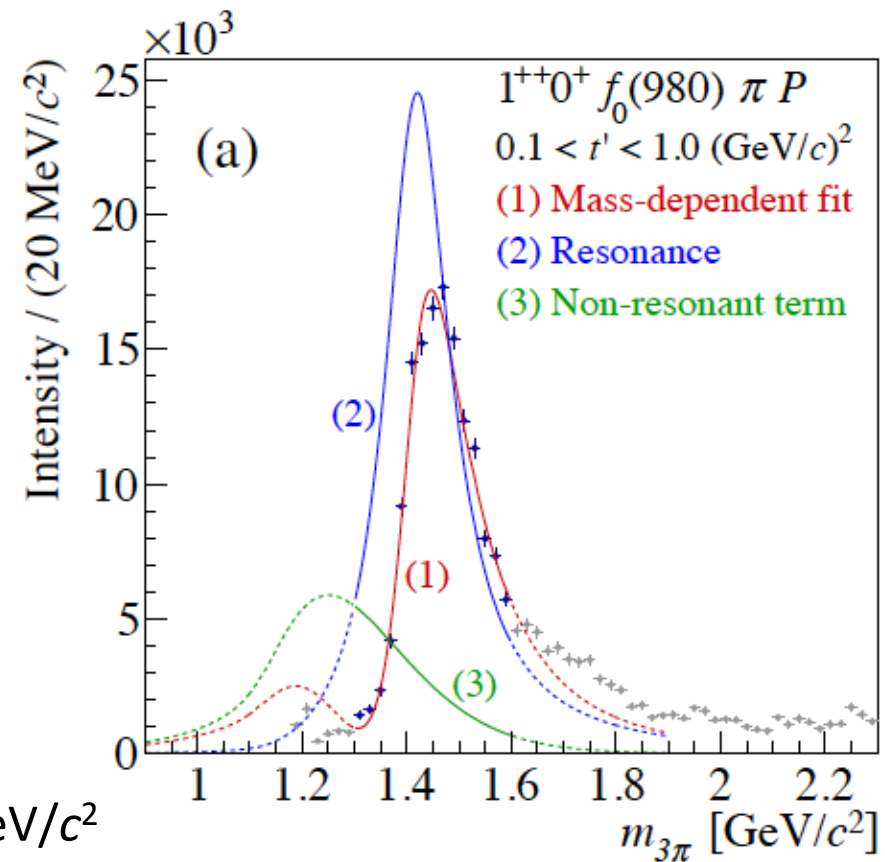 ×10³
Intensity / (20 MeV/c²)
25
20
15
10
5
0
(a)
1⁺⁺0⁺ f₀(980) π P
0.1 < t' < 1.0 (GeV/c)²
(1) Mass-dependent fit
(2) Resonance
(3) Non-resonant term
(2)
(1)
(3)
1 1.2 1.4 1.6 1.8 2 2.2
m₃π [GeV/c²]
eV/c²